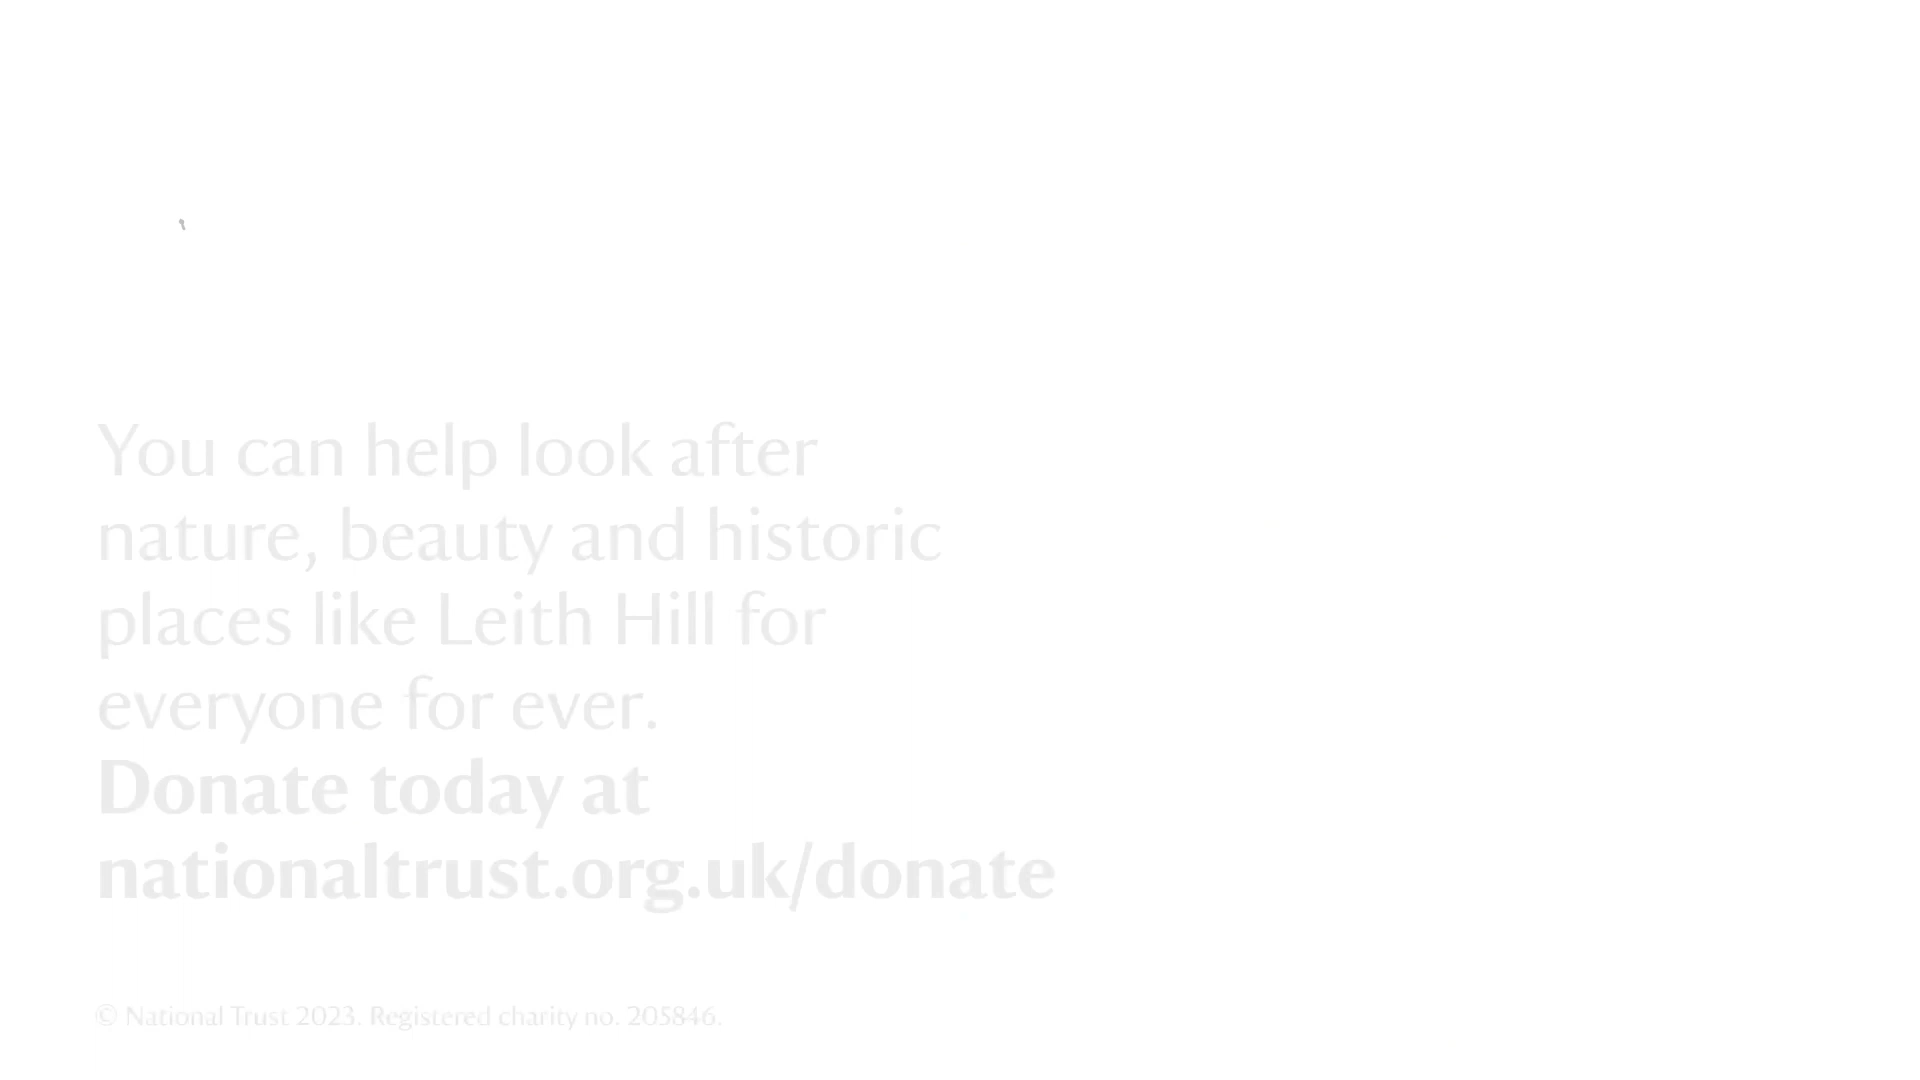 You can help look after
nature, beauty and historic
places like Leith Hill for
everyone for ever.
Donate today at
nationaltrust.org.uk/donate
© National Trust 2023. Registered charity no. 205846.